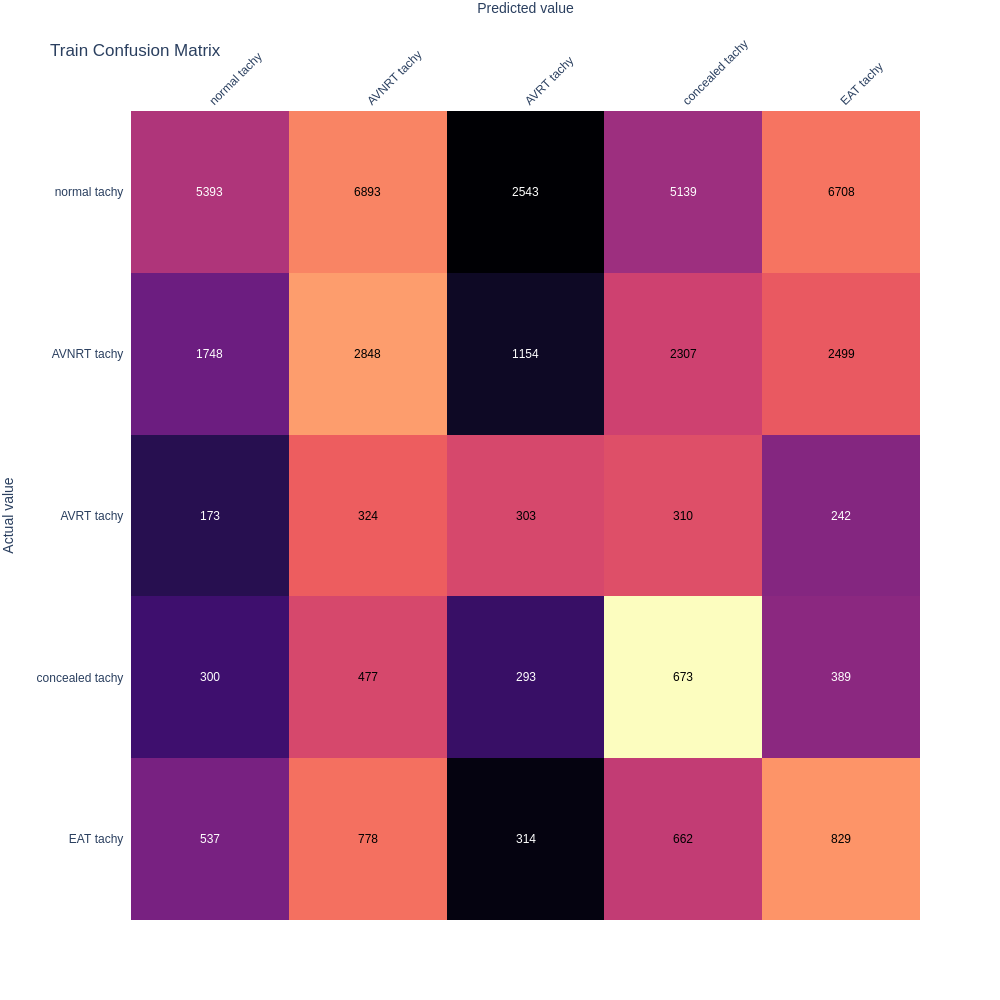 Predicted value
Train Confusion Matrix
normal tachy AVNRT tachy AVRT tachy concealed tachy EAT tachy
normal tachy 5393 6893 2543 5139 6708
AVNRT tachy 1748 2848 1154 2307 2499
AVRT tachy 173 324 303 310 242
concealed tachy 300 477 293 673 389
EAT tachy 537 778 314 662 829
Actual value